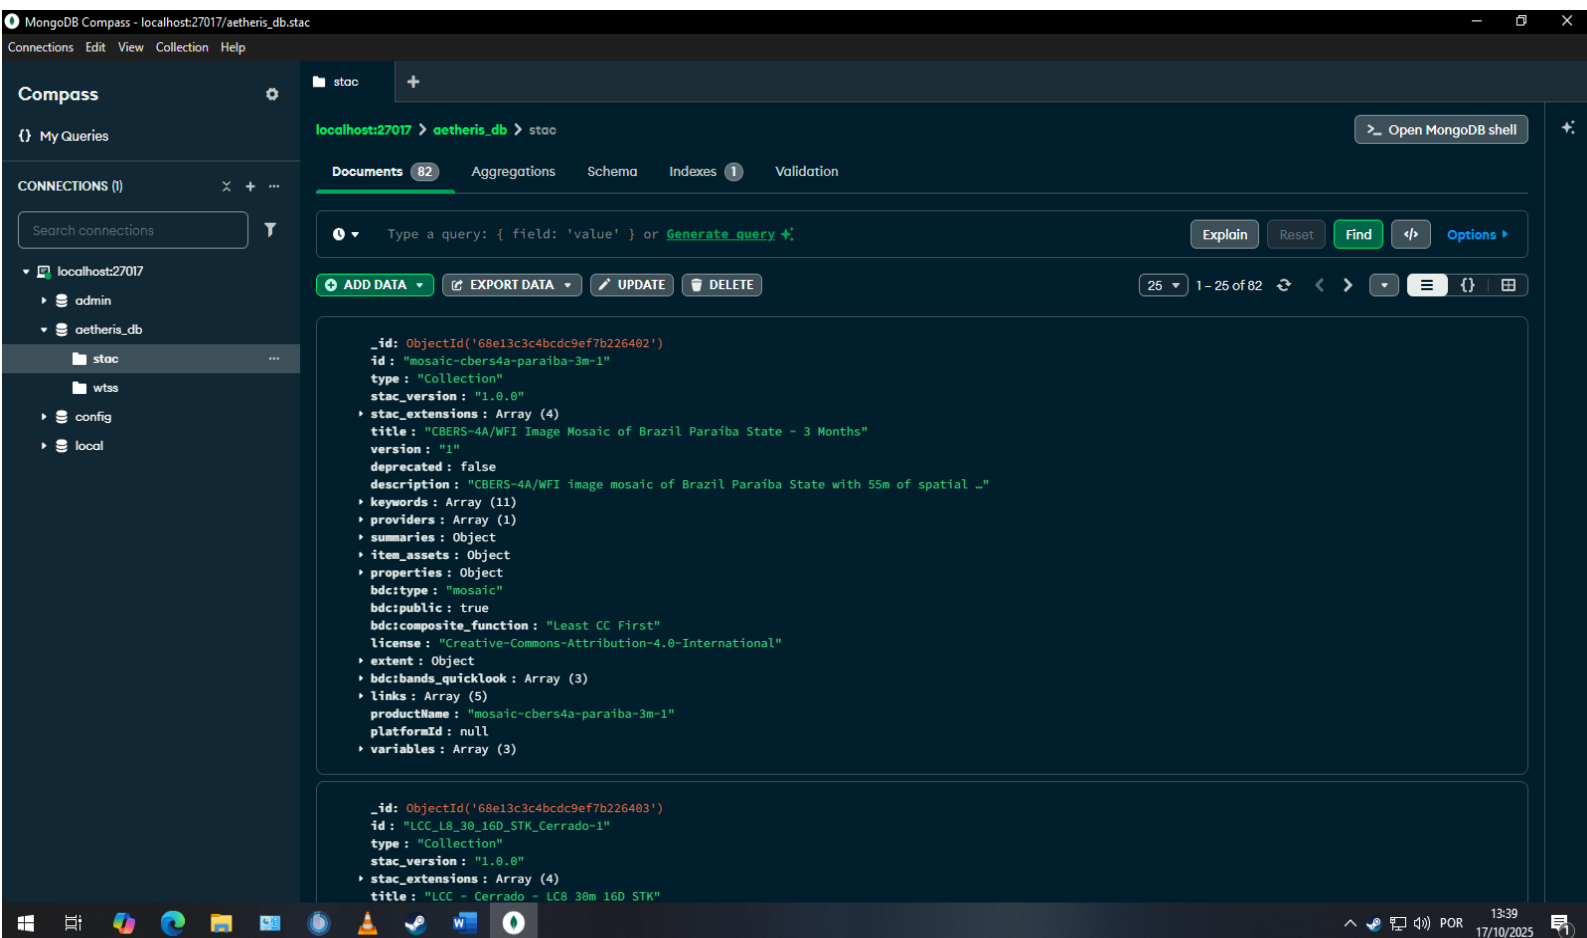 MongoDB Compass - localhost:27017/aetheris_db.stac
Connections Edit View Collection Help
Compass
{} My Queries
CONNECTIONS (1)
Search connections
localhost:27017
admin
aetheris_db
stac
wtss
config
local
stac
localhost:27017 > aetheris_db > stac
>_ Open MongoDB shell
Documents 82 Aggregations Schema Indexes 1 Validation
Type a query: { field: 'value' } or Generate query
Explain Reset Find </> Options
ADD DATA EXPORT DATA UPDATE DELETE
25 1 – 25 of 82 {}
_id: ObjectId('68e13c3c4bcdc9ef7b226402')
id : "mosaic-cbers4a-paraiba-3m-1"
type : "Collection"
stac_version : "1.0.0"
stac_extensions : Array (4)
title : "CBERS-4A/WFI Image Mosaic of Brazil Paraíba State - 3 Months"
version : "1"
deprecated : false
description : "CBERS-4A/WFI image mosaic of Brazil Paraíba State with 55m of spatial …"
keywords : Array (11)
providers : Array (1)
summaries : Object
item_assets : Object
properties : Object
bdc:type : "mosaic"
bdc:public : true
bdc:composite_function : "Least CC First"
license : "Creative-Commons-Attribution-4.0-International"
extent : Object
bdc:bands_quicklook : Array (3)
links : Array (5)
productName : "mosaic-cbers4a-paraiba-3m-1"
platformId : null
variables : Array (3)
_id: ObjectId('68e13c3c4bcdc9ef7b226403')
id : "LCC_L8_30_16D_STK_Cerrado-1"
type : "Collection"
stac_version : "1.0.0"
stac_extensions : Array (4)
title : "LCC - Cerrado - LC8 30m 16D STK"
POR
13:39
17/10/2025
1